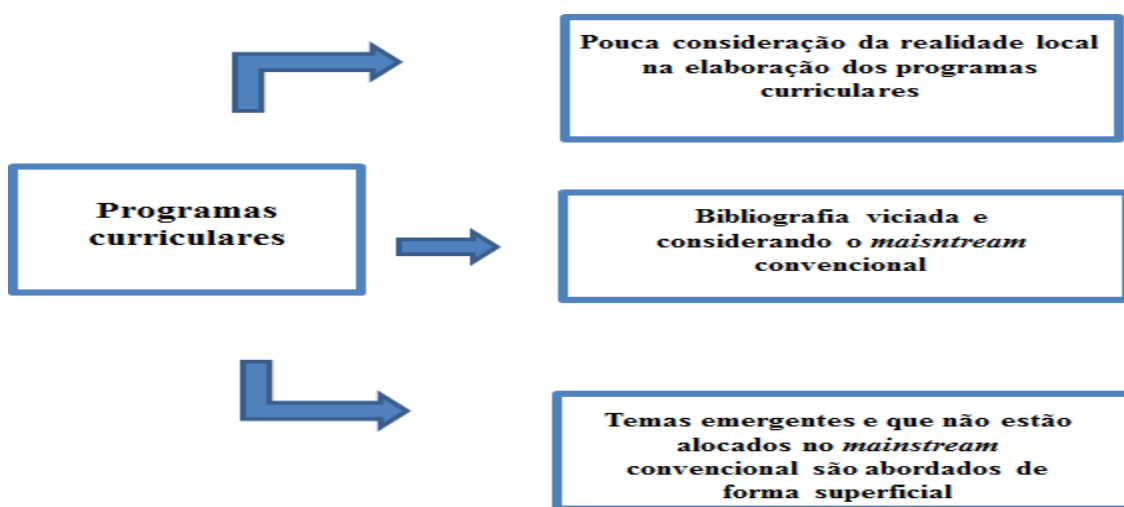 Pouca consideração da realidade local
na elaboração dos programas
curriculares
Programas
curriculares
Bibliografia viciada e
considerando o maisntream
convencional
Temas emergentes e que não estão
alocados no mainstream
convencional são abordados de
forma superficial